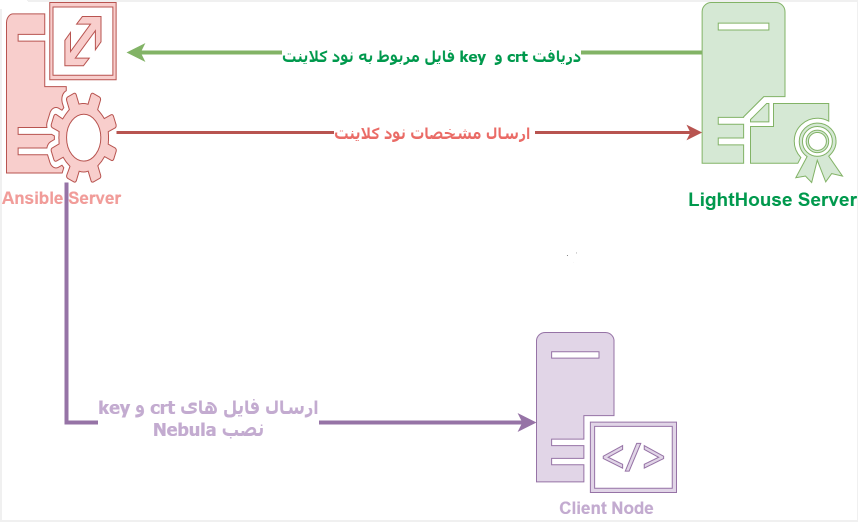 دریافت crt و key فایل مربوط به نود کلاینت
ارسال مشخصات نود کلاینت
Ansible Server
LightHouse Server
ارسال فایل های crt و key
نصب Nebula
</>
Client Node